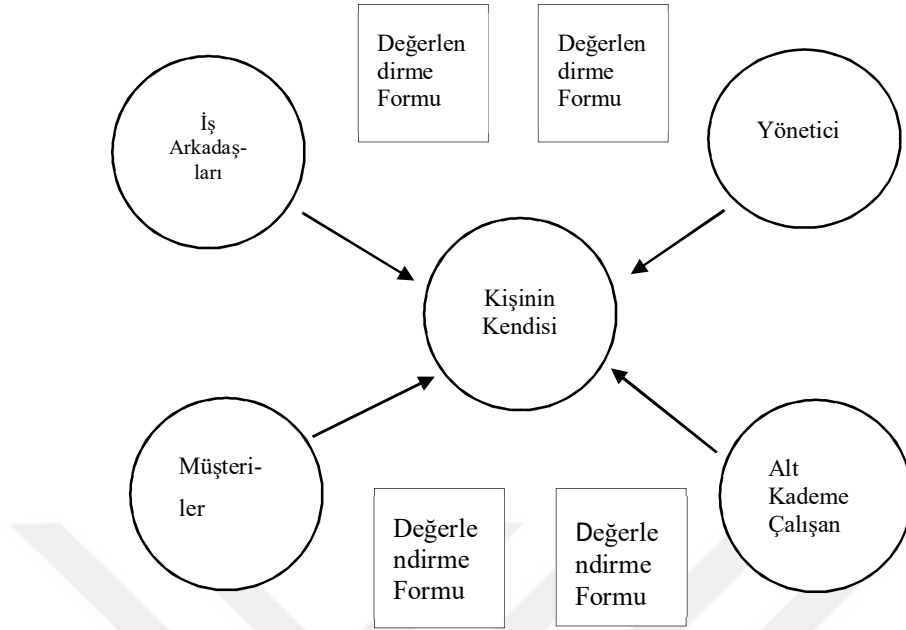 Değerlen
dirme
Formu
Değerlen
dirme
Formu
İş
Arkadaş-
ları
Yönetici
Kişinin
Kendisi
Müşteri-
ler
Alt
Kademe
Çalışan
Değerle
ndirme
Formu
Değerle
ndirme
Formu